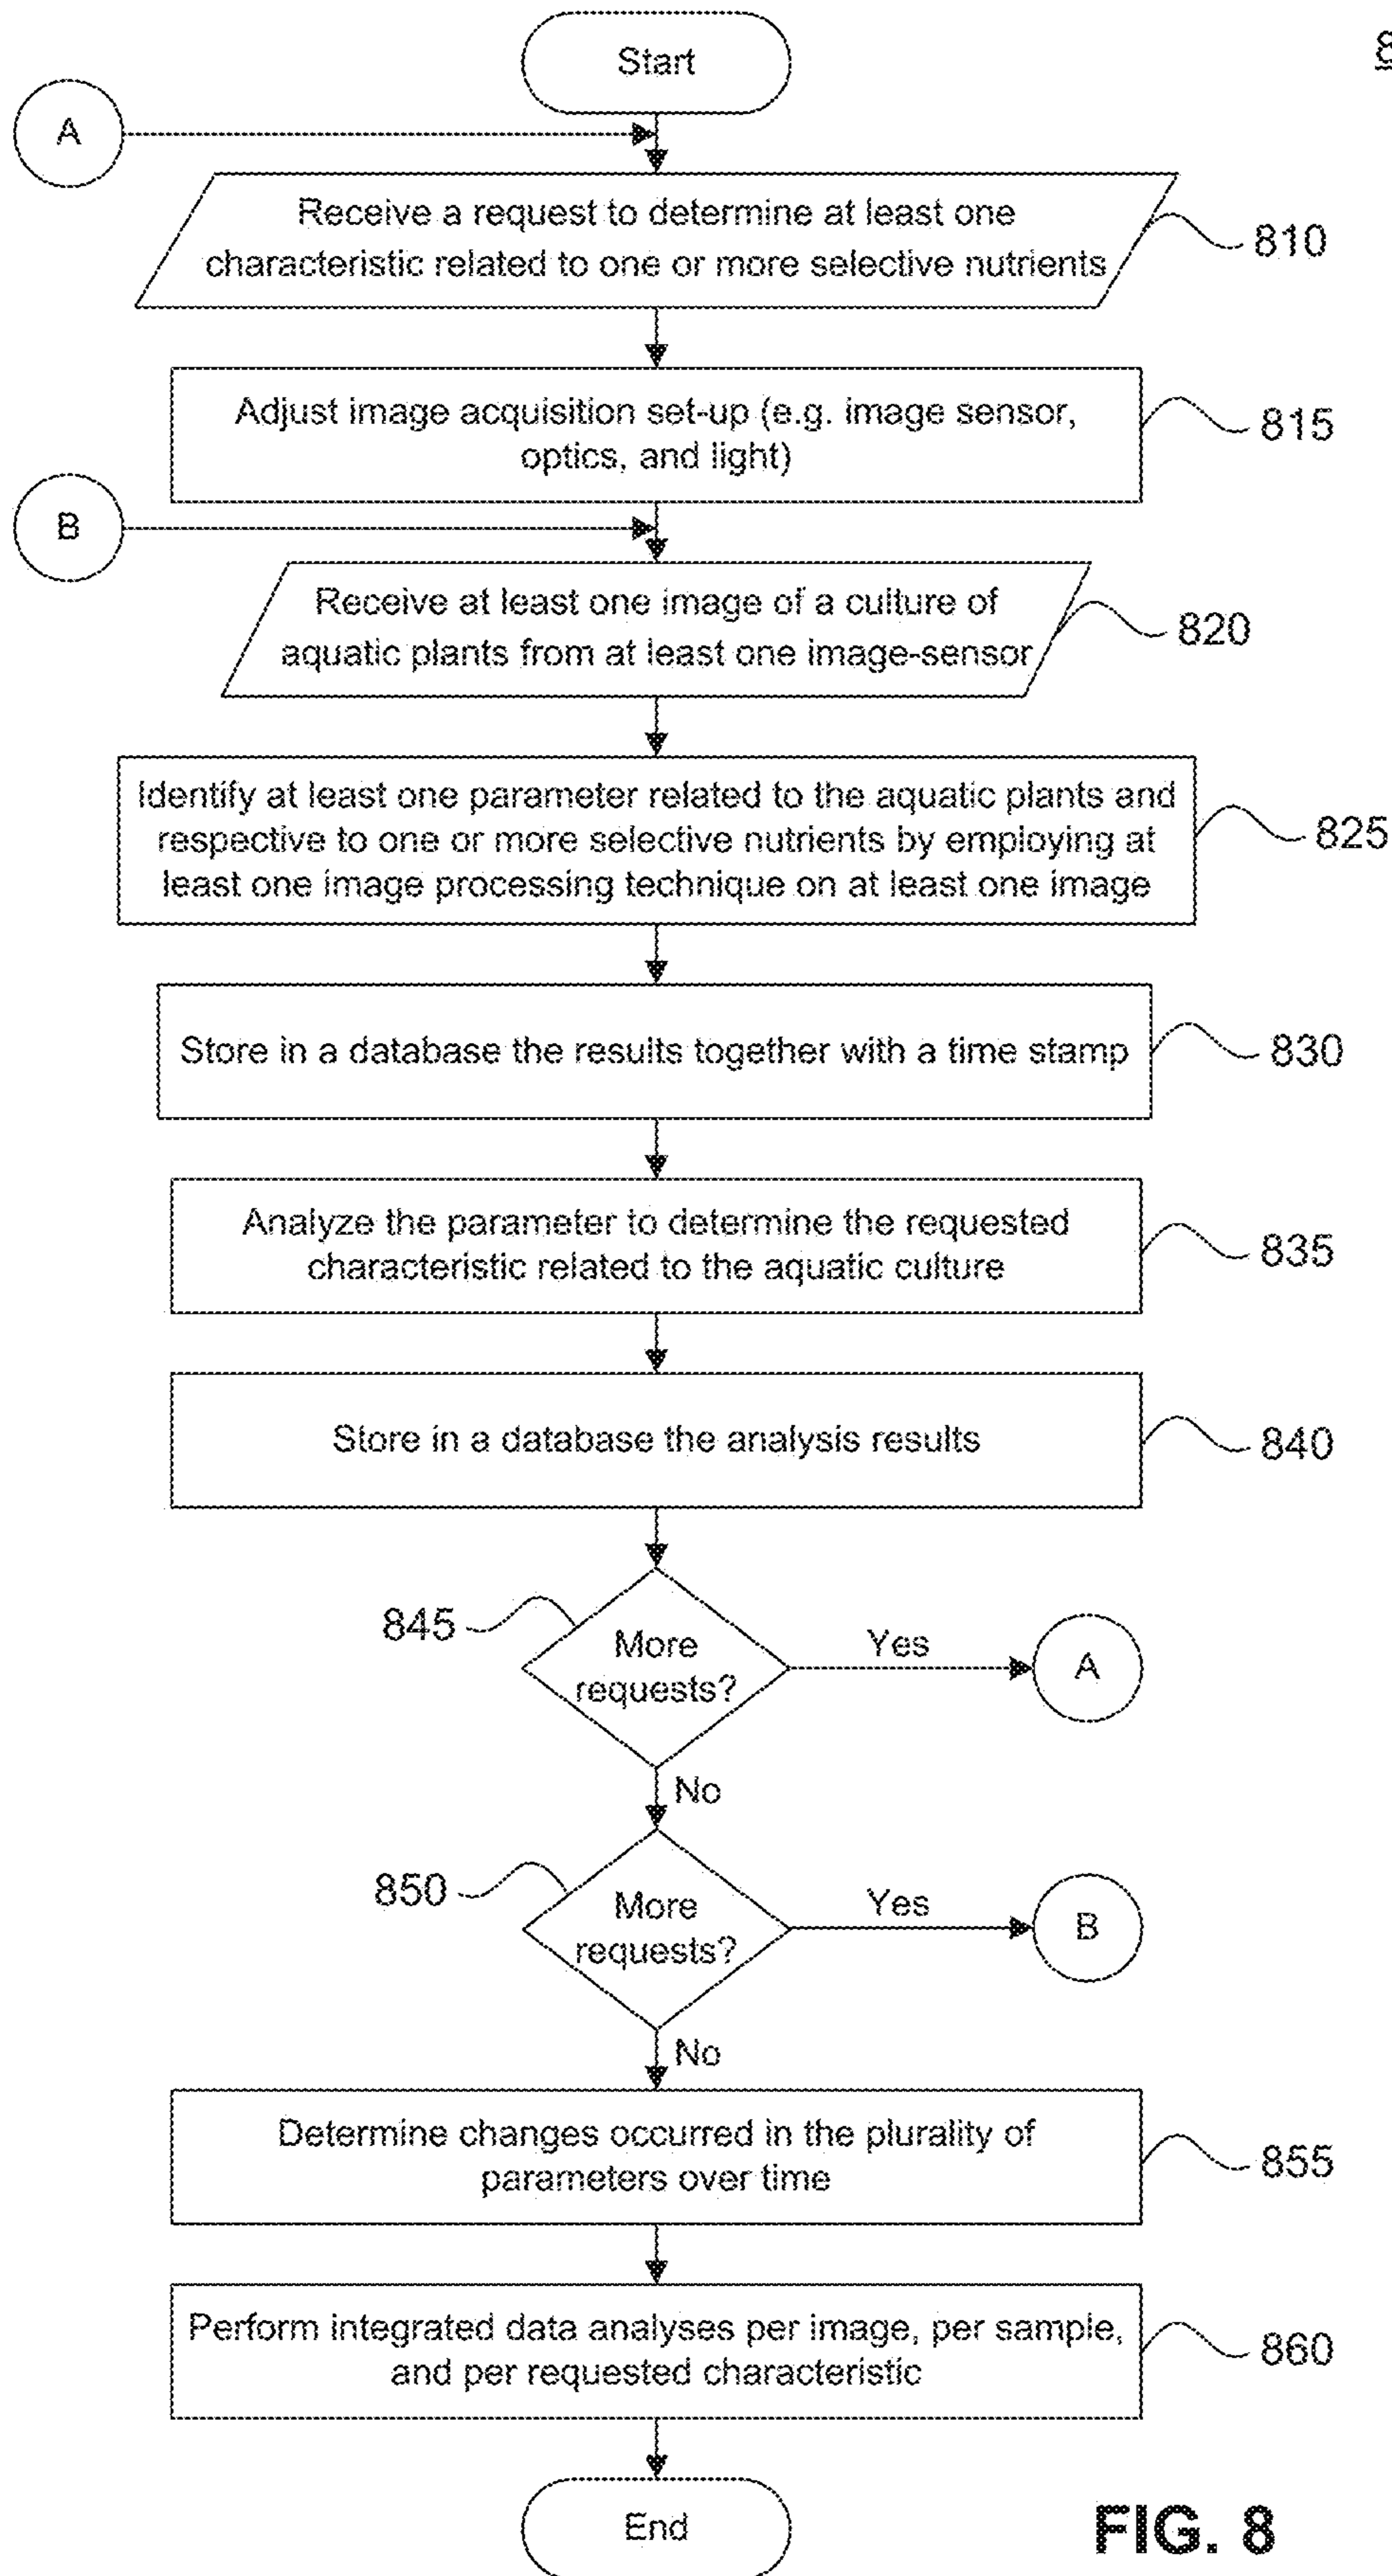 Start
8
A
Receive a request to determine at least one
characteristic related to one or more selective nutrients
810
Adjust image acquisition set-up (e.g. image sensor,
optics, and light)
815
B
Receive at least one image of a culture of
aquatic plants from at least one image-sensor
820
Identify at least one parameter related to the aquatic plants and
respective to one or more selective nutrients by employing at
least one image processing technique on at least one image
825
Store in a database the results together with a time stamp
830
Analyze the parameter to determine the requested
characteristic related to the aquatic culture
835
Store in a database the analysis results
840
845
More
requests?
Yes
A
No
850
More
requests?
Yes
B
No
Determine changes occurred in the plurality of
parameters over time
855
Perform integrated data analyses per image, per sample,
and per requested characteristic
860
End
FIG. 8